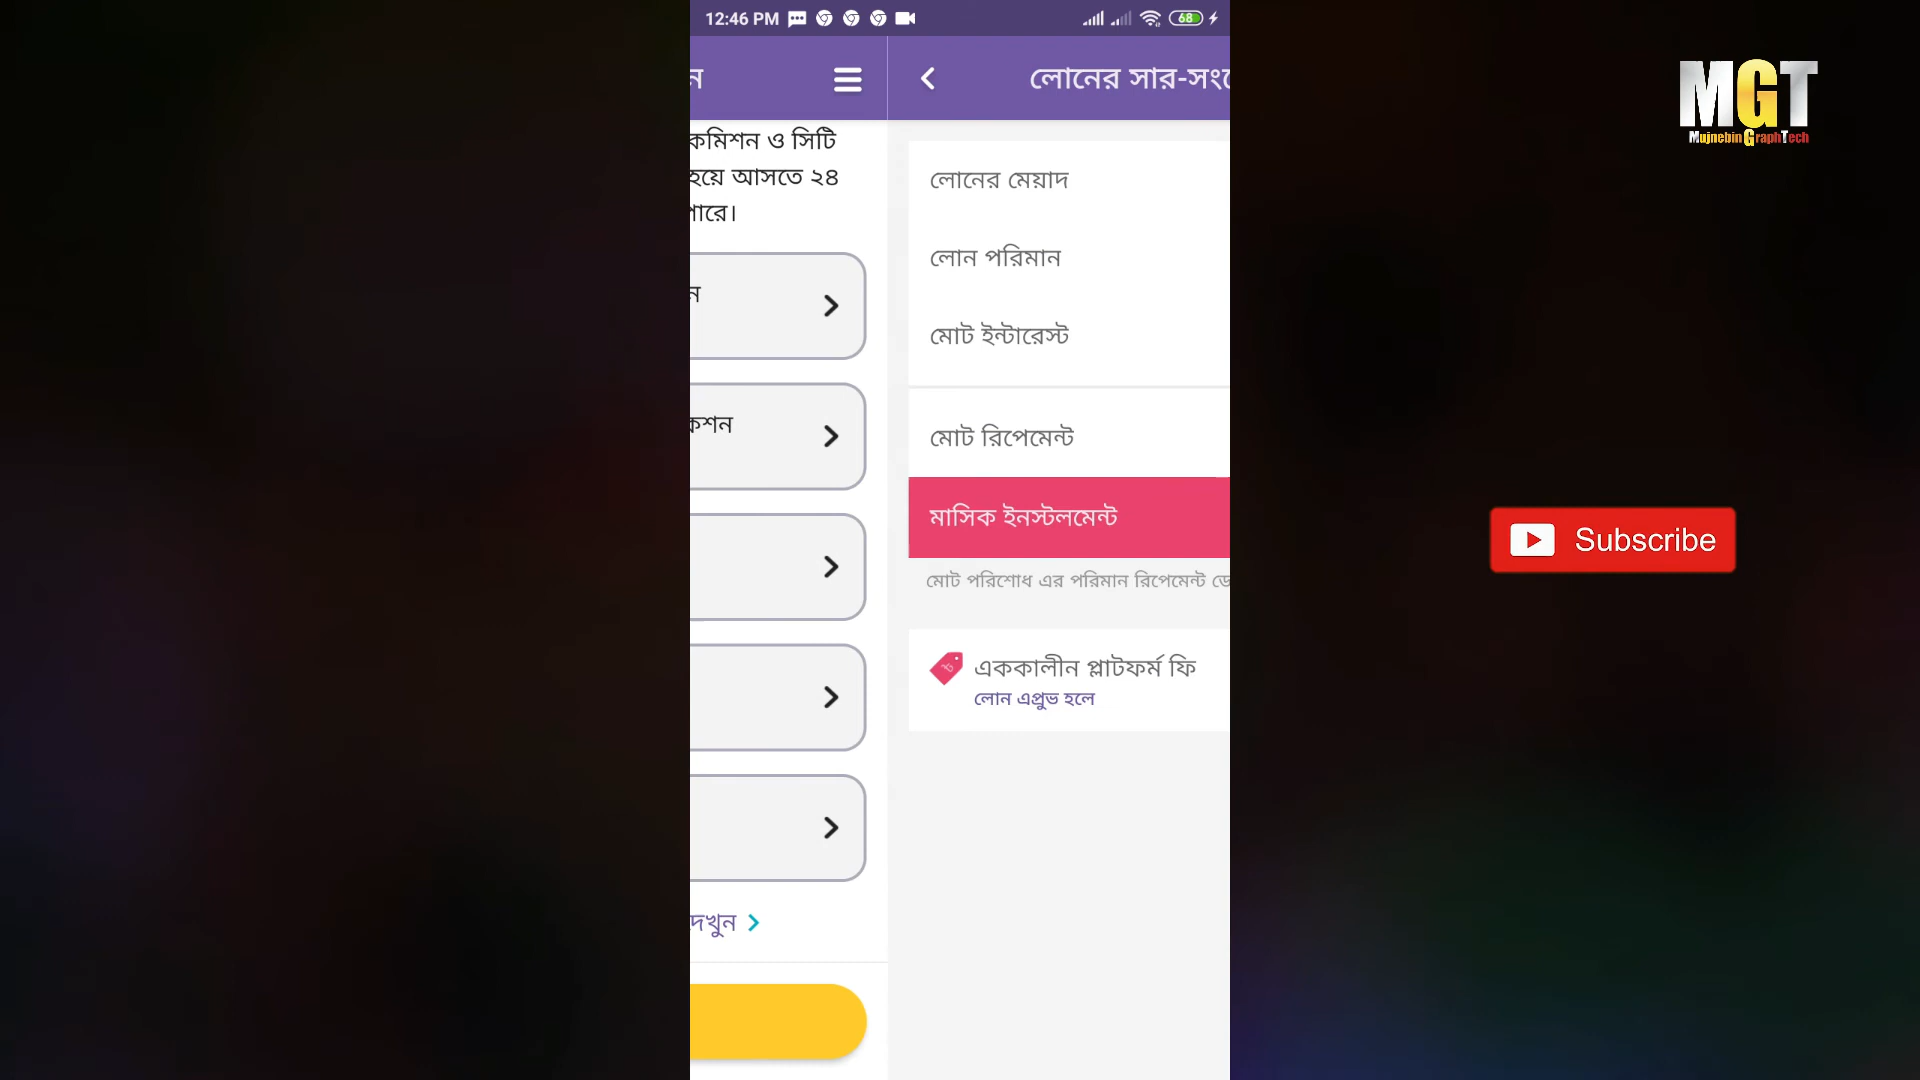 12:46 PM
68
লোনের সার-সংে
কমিশন ও সিটি
হয়ে আসতে ২৪
পারে।
ন
কশন
দেখুন
লোনের মেয়াদ
লোন পরিমান
মোট ইন্টারেস্ট
মোট রিপেমেন্ট
মাসিক ইনস্টলমেন্ট
মোট পরিশোধ এর পরিমান রিপেমেন্ট
এককালীন প্লাটফর্ম ফি
লোন এপ্রুভ হলে
MGT
Mujnebin GraphTech
Subscribe